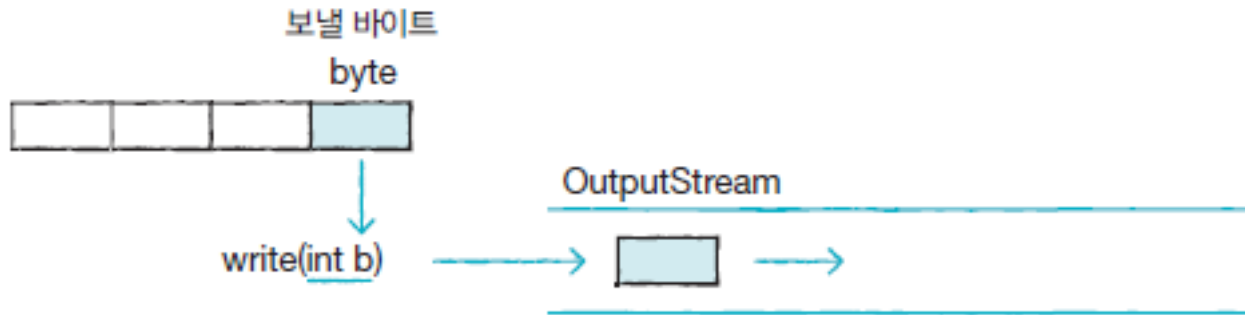 보낼 바이트
byte
OutputStream
write(int b)